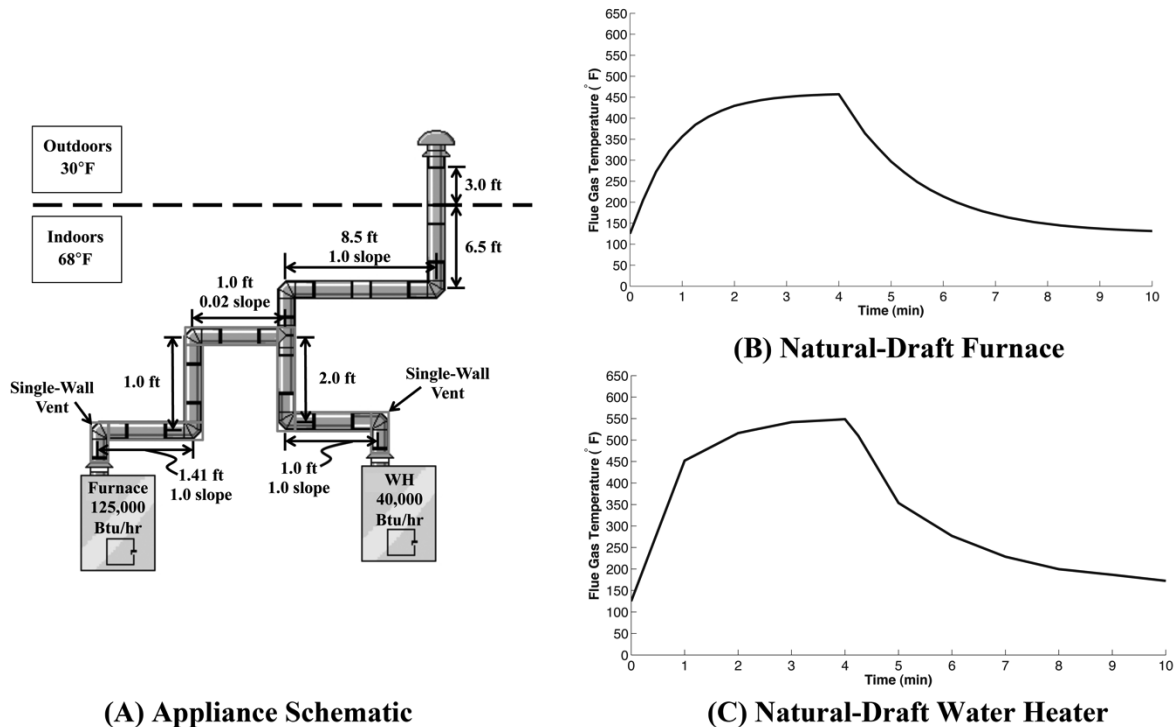 Outdoors
30°F
Indoors
68°F
3.0 ft
8.5 ft
1.0 slope
6.5 ft
1.0 ft
0.02 slope
Single-Wall
Vent
1.0 ft
2.0 ft
Single-Wall
Vent
1.41 ft
1.0 slope
1.0 ft
1.0 slope
Furnace
125,000
Btu/hr
WH
40,000
Btu/hr
(A) Appliance Schematic
Flue Gas Temperature (°F)
650
600
550
500
450
400
350
300
250
200
150
100
50
0
0 1 2 3 4 5 6 7 8 9 10
Time (min)
(B) Natural-Draft Furnace
Flue Gas Temperature (°F)
650
600
550
500
450
400
350
300
250
200
150
100
50
0
0 1 2 3 4 5 6 7 8 9 10
Time (min)
(C) Natural-Draft Water Heater